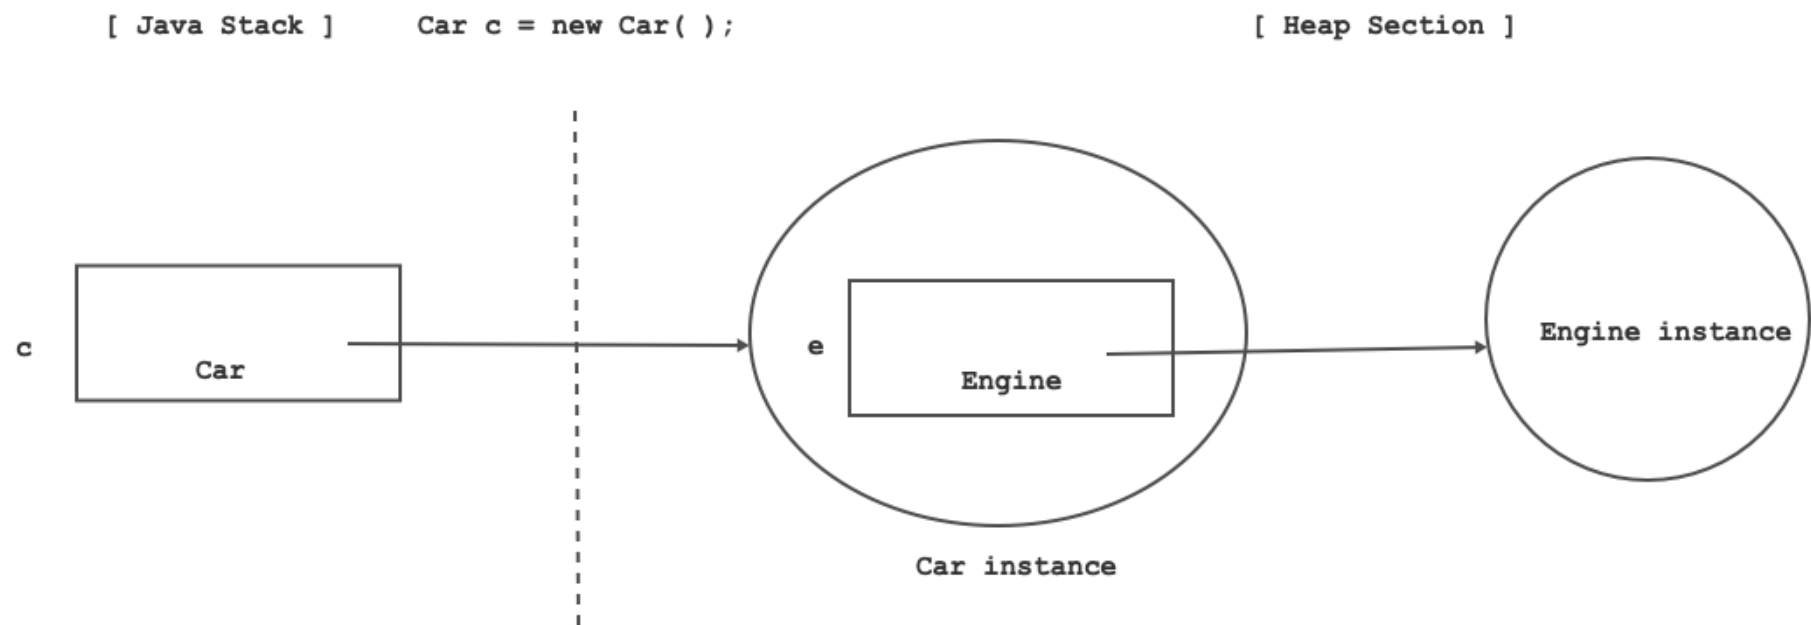 [ Java Stack ]
Car c = new Car( );
[ Heap Section ]
c
Car
e
Engine
Engine instance
Car instance